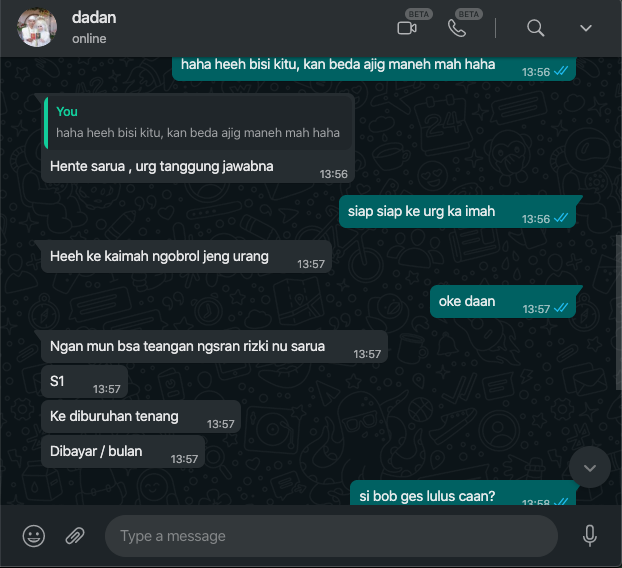 dadan
online
BETA
BETA
haha heeh bisi kitu, kan beda ajig maneh mah haha
13:56
You
haha heeh bisi kitu, kan beda ajig maneh mah haha
Hente sarua , urg tanggung jawabna
13:56
siap siap ke urg ka imah
13:56
Heeh ke kaimah ngobrol jeng urang
13:57
oke daan
13:57
Ngan mun bsa teangan ngsran rizki nu sarua
13:57
S1
13:57
Ke diburuhan tenang
13:57
Dibayar / bulan
13:57
si bob ges lulus caan?
13:58
Type a message